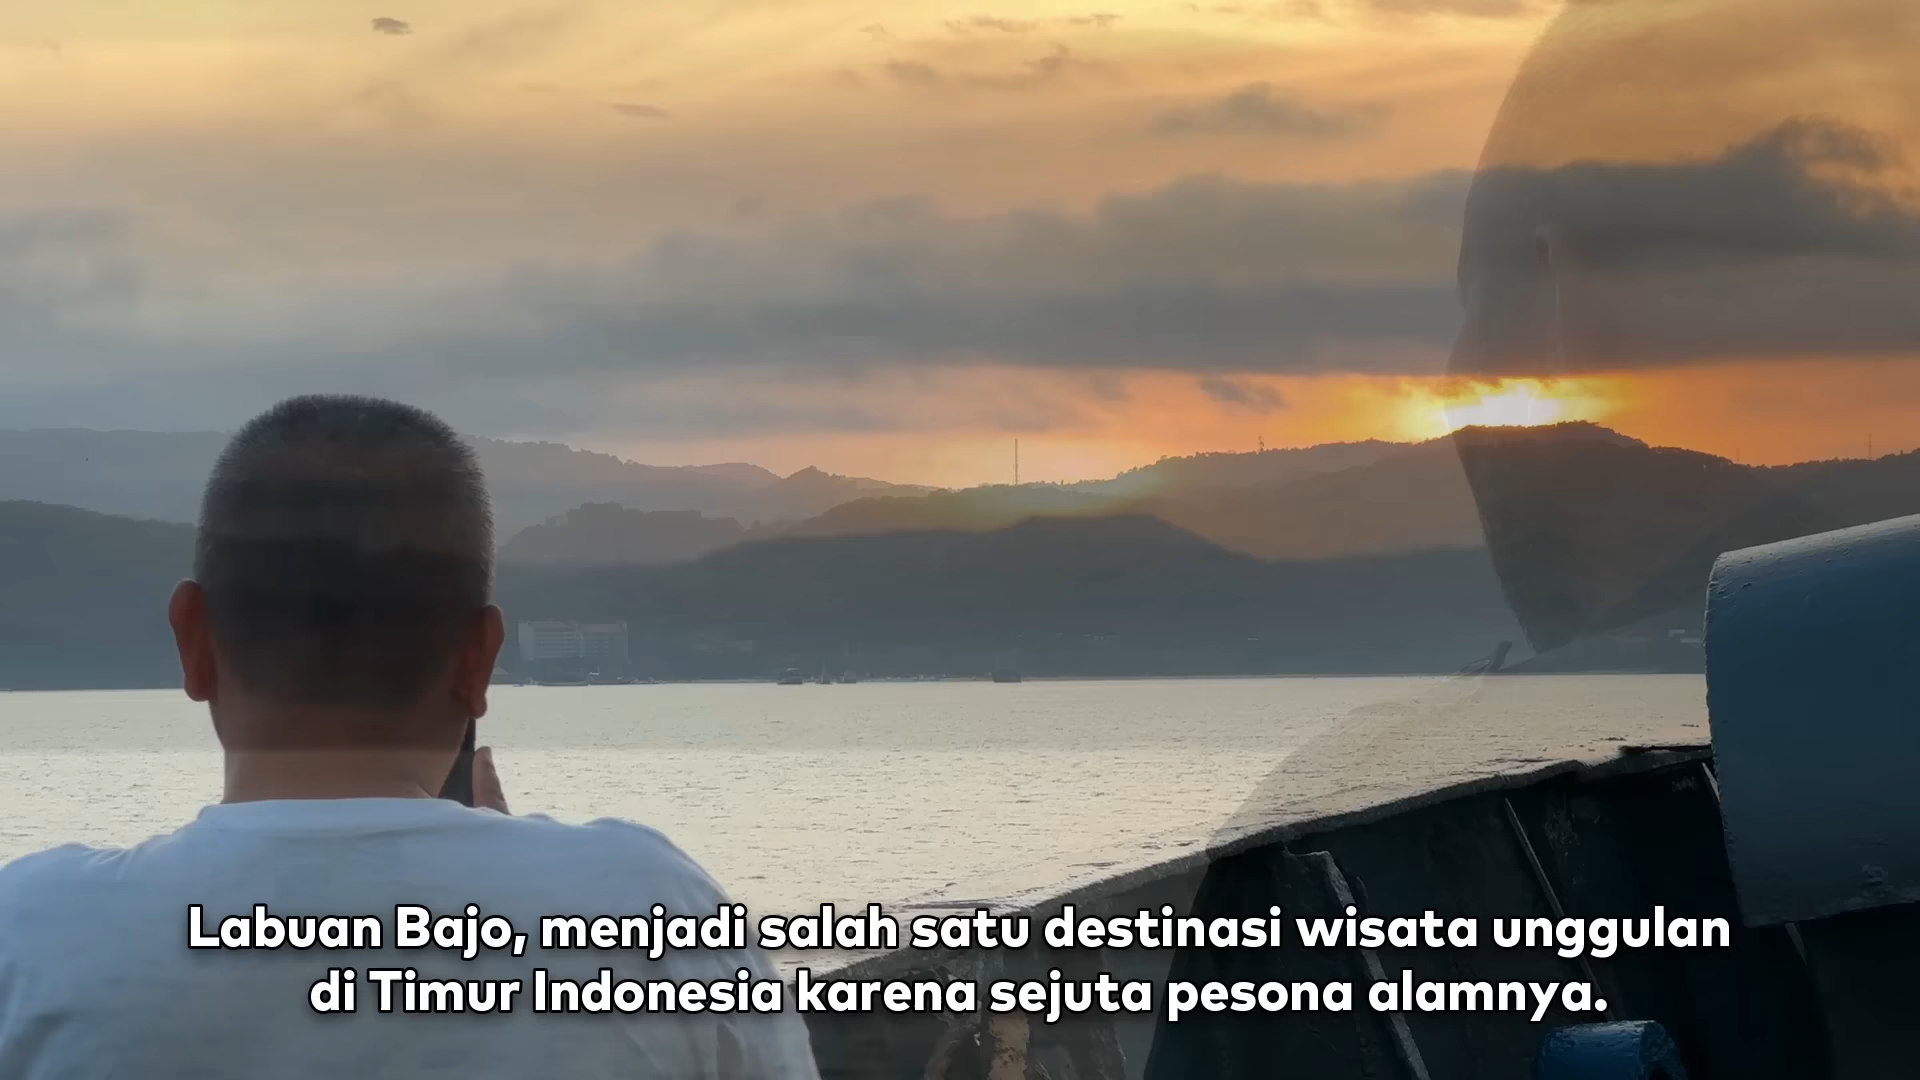 Labuan Bajo, menjadi salah satu destinasi wisata unggulan
di Timur Indonesia karena sejuta pesona alamnya.